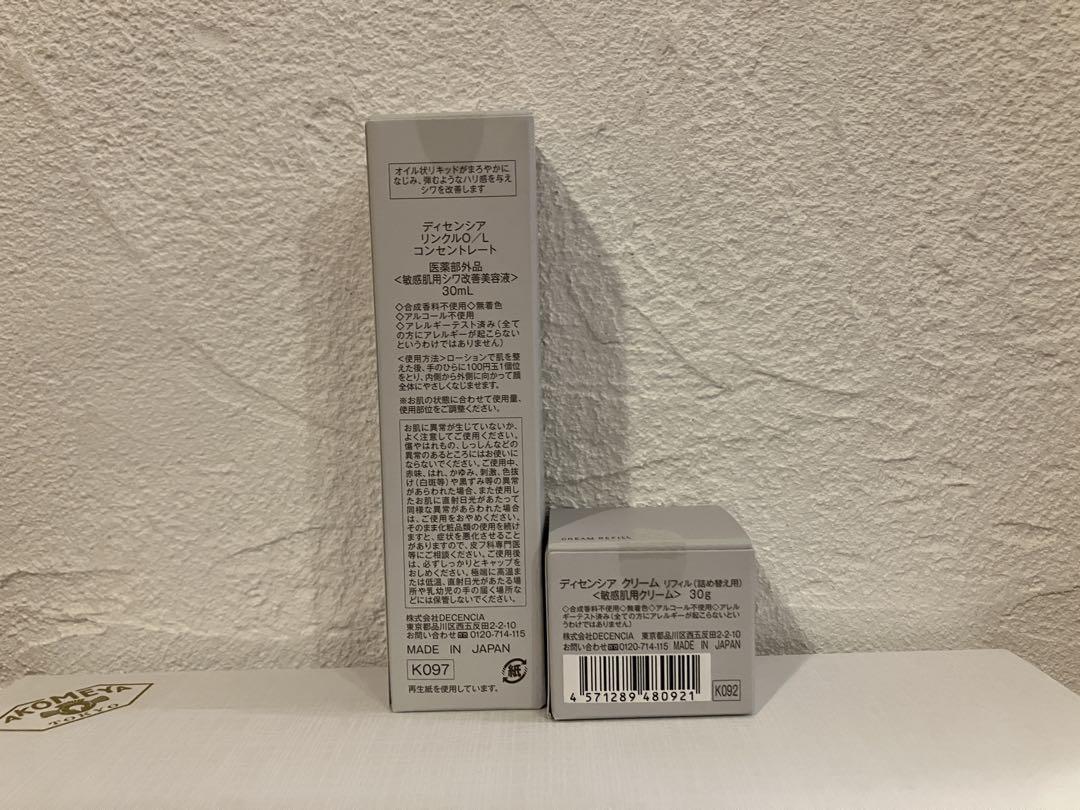 オイル状リキッドがまろやかに
なじみ、弾むようなハリ感を与え
シワを改善します
ディセンシア
リンクルO/L
コンセントレート
医薬部外品
<敏感肌用シワ改善美容液>
30mL
◇合成香料不使用◇無着色
◇アルコール不使用
◇アレルギーテスト済み(全て
の方にアレルギーが起こらない
というわけではありません)
<使用方法>ローションで肌を整
えた後、手のひらに100円玉1個位
をとり、内側から外側に向かって顔
全体にやさしくなじませます。
※お肌の状態に合わせて使用量、
使用部位をご調整ください。
お肌に異常が生じていないか、
よく注意してご使用ください。
傷やはれもの、しっしんなどの
異常のあるところにはお使いに
ならないでください。ご使用中、
赤味、はれ、かゆみ、刺激、色抜
け(白斑等)や黒ずみ等の異常
があらわれた場合、また使用し
たお肌に直射日光があたって
同様な異常があらわれた場合
は、ご使用をおやめください。
そのまま化粧品類の使用を続け
ますと、症状を悪化させること
がありますので、皮フ科専門医
等にご相談ください。ご使用後
は、必ずしっかりとキャップを
おしめください。極端に高温ま
たは低温、直射日光があたる場
所や乳幼児の手の届く場所な
どには保管しないでください。
株式会社DECENCIA
東京都品川区西五反田2-2-10
お問い合わせ 0120-714-115
MADE IN JAPAN
K097
紙
再生紙を使用しています。
CREAM REFILL
ディセンシア クリーム リフィル(詰め替え用)
<敏感肌用クリーム> 30g
◇合成香料不使用◇無着色◇アルコール不使用◇アレル
ギーテスト済み(全ての方にアレルギーが起こらないとい
うわけではありません)
株式会社DECENCIA 東京都品川区西五反田2-2-10
お問い合わせ 0120-714-115 MADE IN JAPAN
4 571289 480921
K092
AKOMEYA
TOKYO